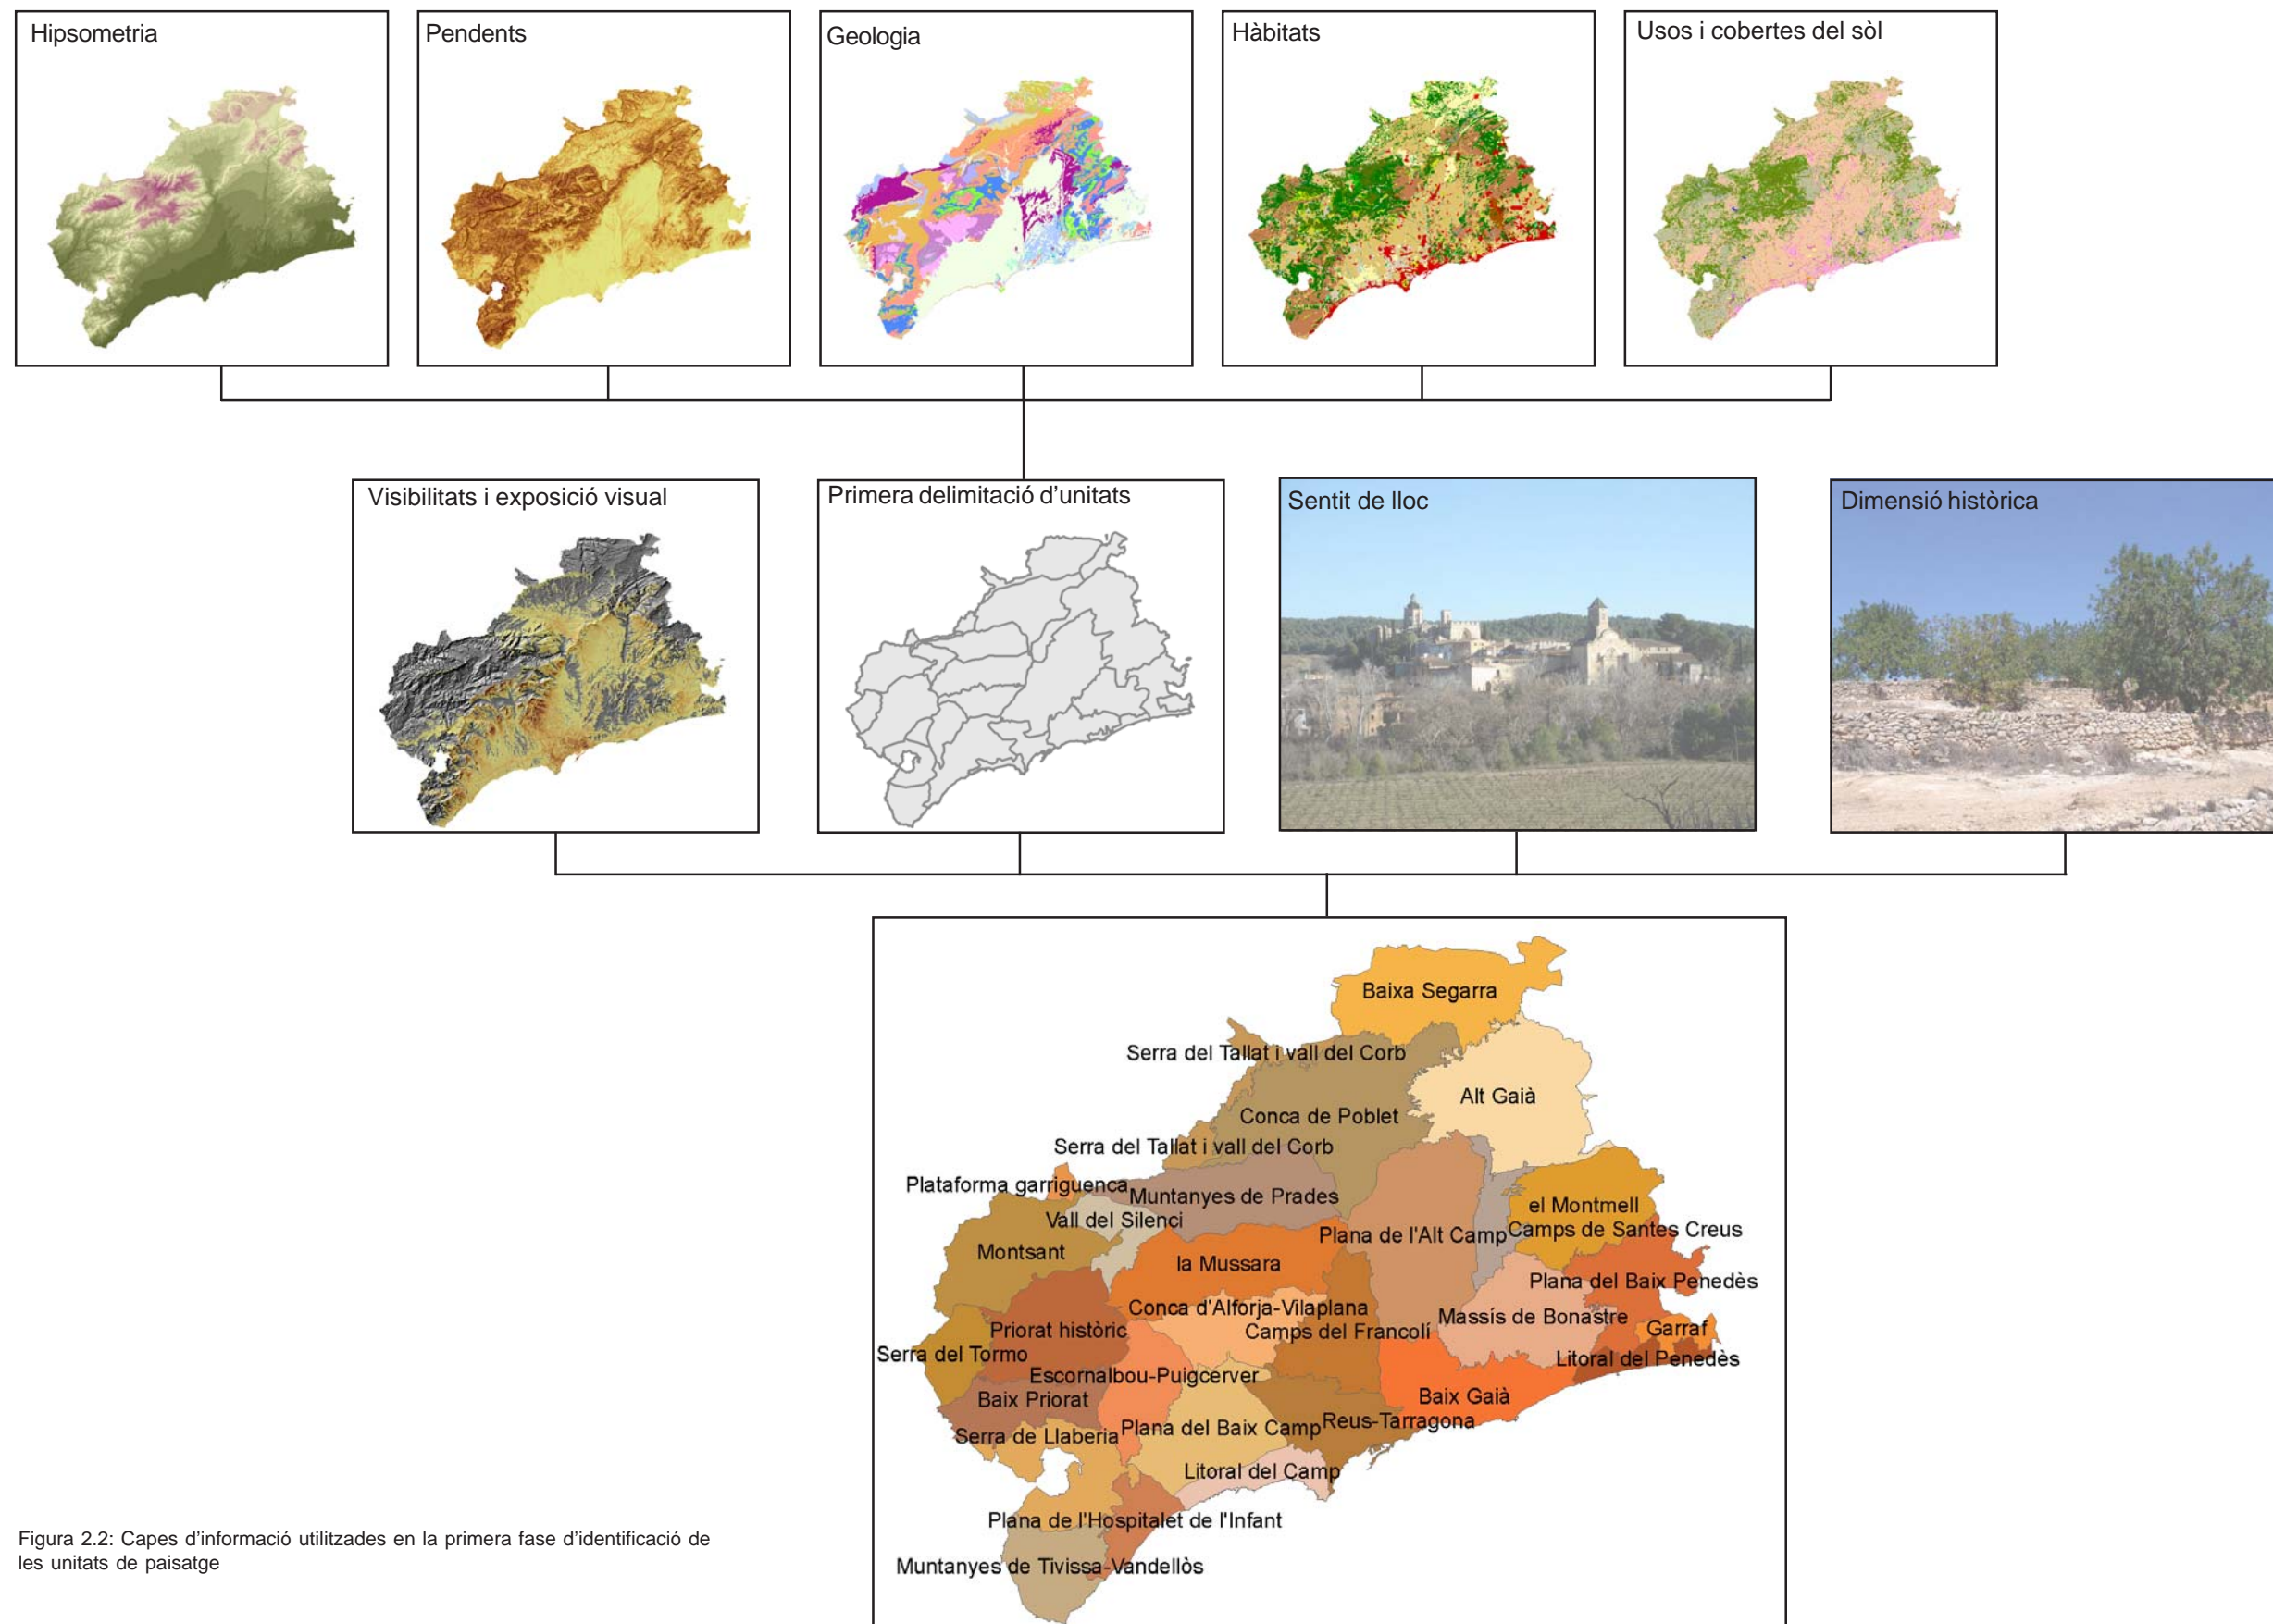 Hipsometria
Pendents
Geologia
Hàbitats
Usos i cobertes del sòl
Visibilitats i exposició visual
Primera delimitació d’unitats
Sentit de lloc
Dimensió històrica
Baixa Segarra
Serra del Tallat i vall del Corb
Alt Gaià
Conca de Poblet
Serra del Tallat i vall del Corb
Plataforma garriguenca
Muntanyes de Prades
el Montmell
Vall del Silenci
Camps de Santes Creus
Plana de l'Alt Camp
Montsant
la Mussara
Plana del Baix Penedès
Conca d'Alforja-Vilaplana
Massís de Bonastre
Priorat històric
Camps del Francolí
Garraf
Serra del Tormo
Litoral del Penedès
Escornalbou-Puigcerver
Baix Priorat
Baix Gaià
Plana del Baix Camp
Reus-Tarragona
Serra de Llaberia
Litoral del Camp
Plana de l'Hospitalet de l'Infant
Muntanyes de Tivissa-Vandellòs
Figura 2.2: Capes d’informació utilitzades en la primera fase d’identificació de
les unitats de paisatge